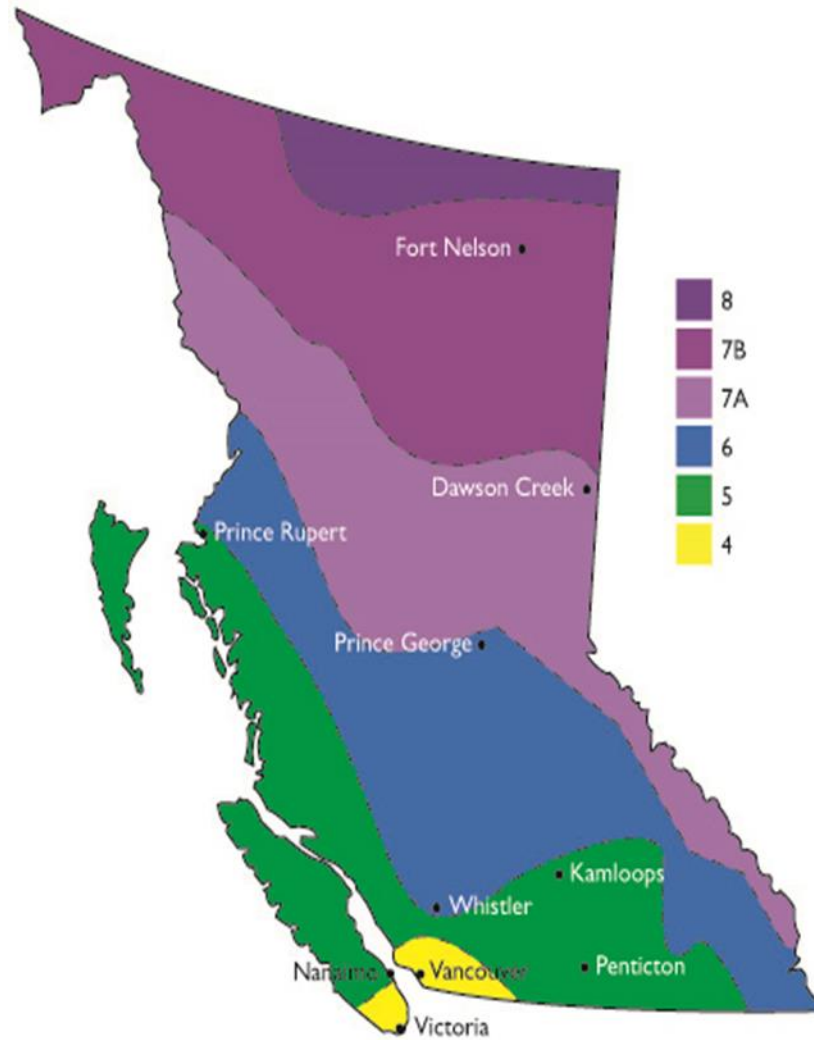 Fort Nelson
8
7B
7A
6
5
4
Dawson Creek
Prince Rupert
Prince George
Kamloops
Whistler
Nanaimo
Vancouver
Penticton
Victoria